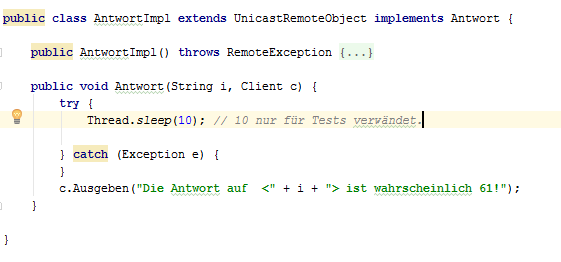 public class AntwortImpl extends UnicastRemoteObject implements Antwort {
public AntwortImpl() throws RemoteException {...}
public void Antwort(String i, Client c) {
try {
Thread.sleep(10); // 10 nur für Tests vervändet.
} catch (Exception e) {
}
c.Ausgeben("Die Antwort auf  <" + i + "> ist wahrscheinlich 61!");
}
}